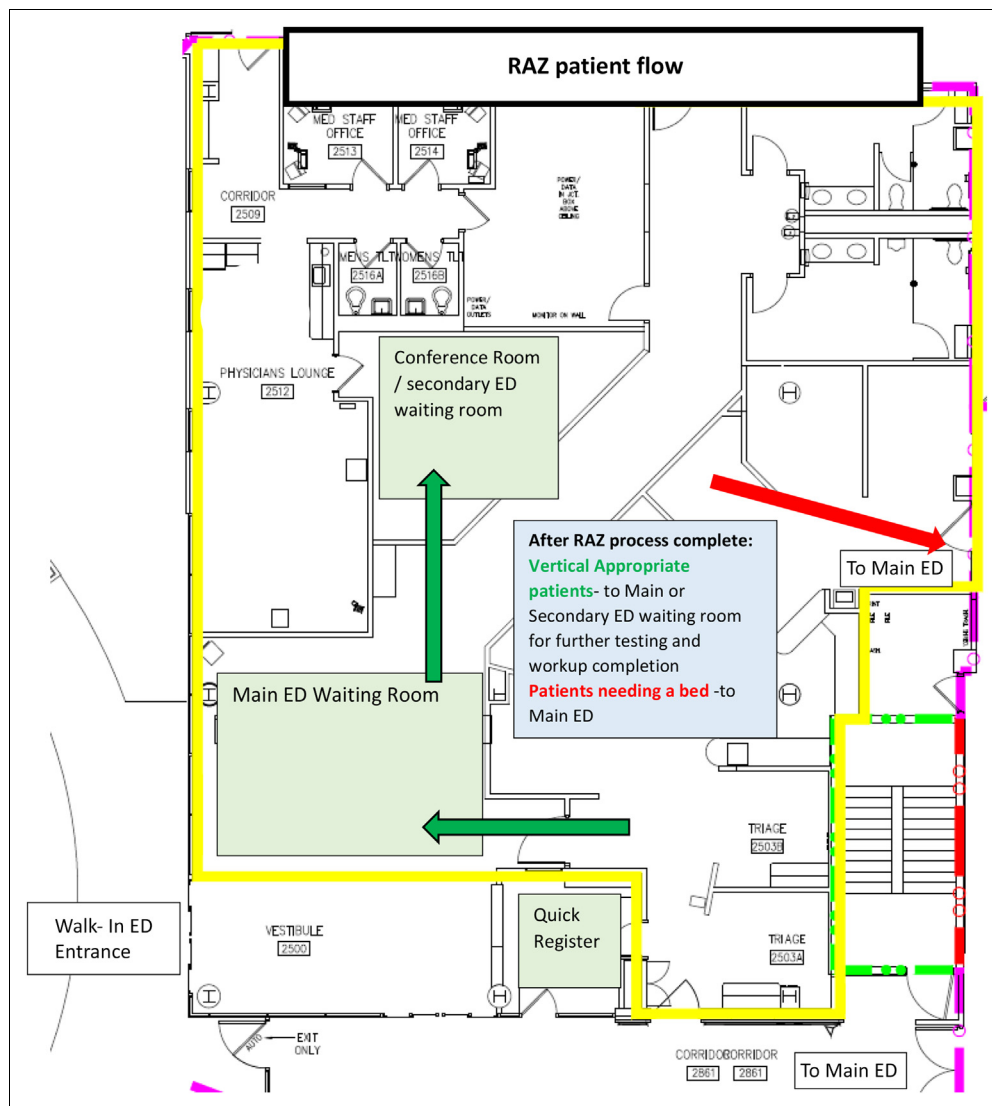 RAZ patient flow
MED STAFF
OFFICE
2513
MED STAFF
OFFICE
2514
CORRIDOR
2509
POWER/
DATA
IN JCT.
BOX
ABOVE
CEILING
MENS TLT
2516A
WOMENS TLT
2516B
POWER/
DATA
OUTLETS
MONITOR ON WALL
PHYSICIANS LOUNGE
2512
Conference Room
/ secondary ED
waiting room
After RAZ process complete:
Vertical Appropriate
patients- to Main or
Secondary ED waiting room
for further testing and
workup completion
Patients needing a bed -to
Main ED
To Main ED
Main ED Waiting Room
TRIAGE
2503B
Walk- In ED
Entrance
VESTIBULE
2500
Quick
Register
TRIAGE
2503A
AUTO
EXIT
ONLY
CORRIDOR
2861
CORRIDOR
2861
To Main ED